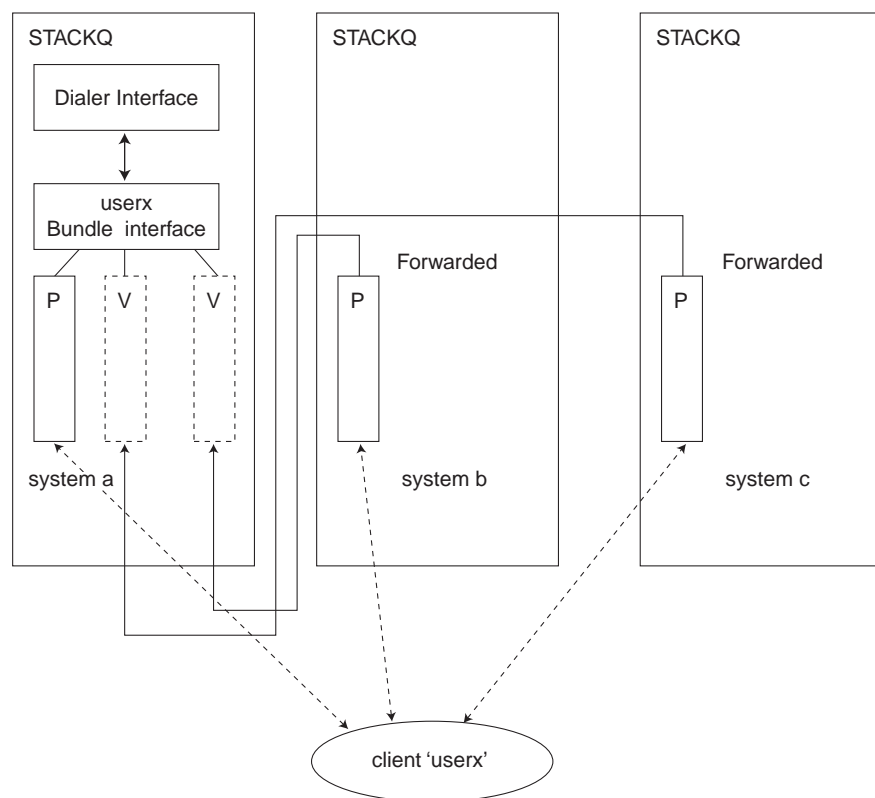 STACKQ
STACKQ
STACKQ
Dialer Interface
userx
Bundle interface
Forwarded
Forwarded
P
V
V
P
P
system a
system b
system c
client ‘userx’